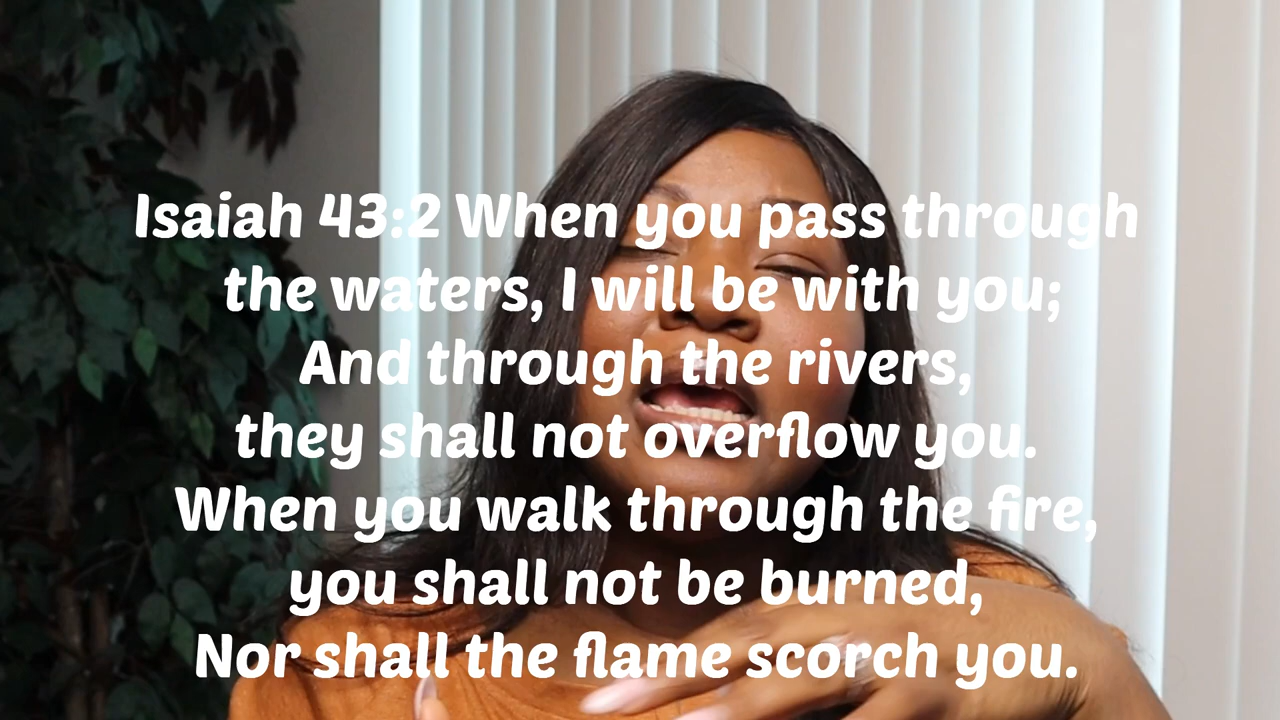 Isaiah 43:2 When you pass through
the waters, I will be with you;
And through the rivers,
they shall not overflow you.
When you walk through the fire,
you shall not be burned,
Nor shall the flame scorch you.